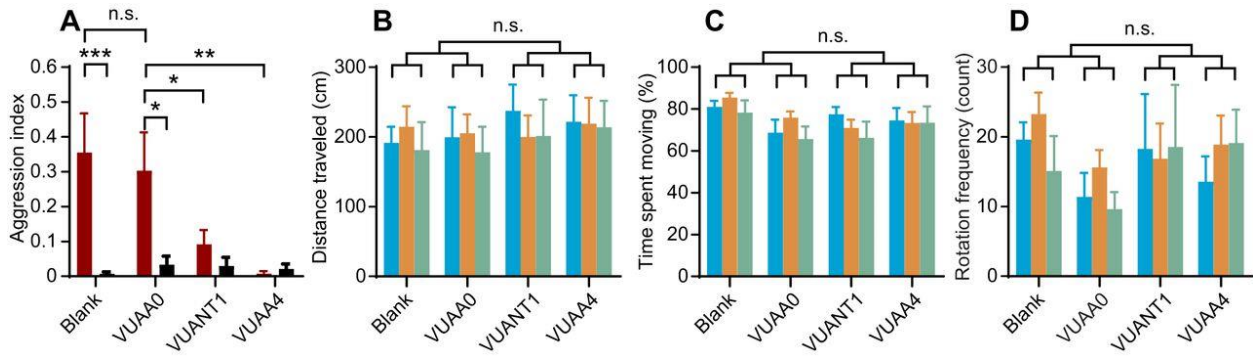 A
n.s.
***
**
*
*
Aggression index
0.6
0.5
0.4
0.3
0.2
0.1
0
Blank
VUAA0
VUANT1
VUAA4
B
n.s.
Distance traveled (cm)
300
200
100
0
Blank
VUAA0
VUANT1
VUAA4
C
n.s.
Time spent moving (%)
100
80
60
40
20
0
Blank
VUAA0
VUANT1
VUAA4
D
n.s.
Rotation frequency (count)
30
20
10
0
Blank
VUAA0
VUANT1
VUAA4